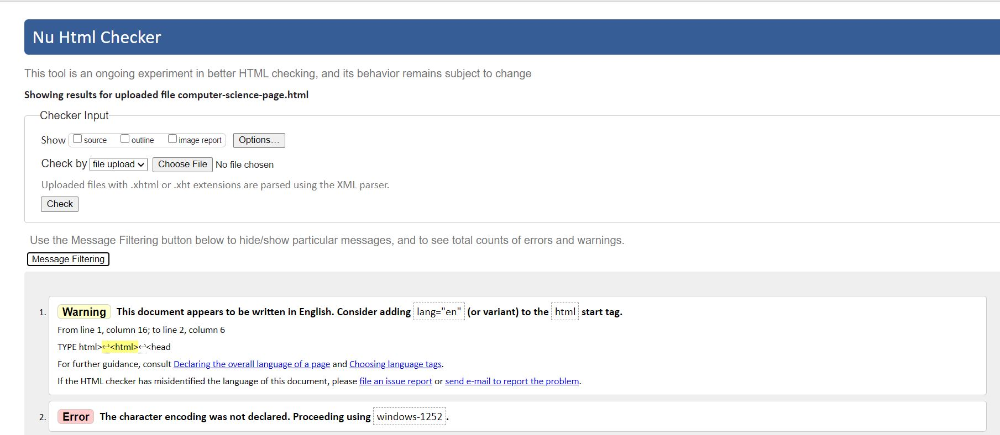 Nu Html Checker
This tool is an ongoing experiment in better HTML checking, and its behavior remains subject to change
Showing results for uploaded file computer-science-page.html
Checker Input
Show source outline image report Options…
Check by file upload Choose File No file chosen
Uploaded files with .xhtml or .xht extensions are parsed using the XML parser.
Check
Use the Message Filtering button below to hide/show particular messages, and to see total counts of errors and warnings.
Message Filtering
1. Warning This document appears to be written in English. Consider adding lang="en" (or variant) to the html start tag.
From line 1, column 16; to line 2, column 6
TYPE html>↩<html>↩<head
For further guidance, consult Declaring the overall language of a page and Choosing language tags.
If the HTML checker has misidentified the language of this document, please file an issue report or send e-mail to report the problem.
2. Error The character encoding was not declared. Proceeding using windows-1252.